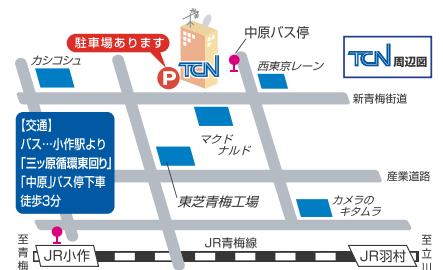 TCN
中原バス停
駐車場あります
カシコシュ
P
TCN
西東京レーン
TCN 周辺図
新青梅街道
【交通】
バス…小作駅より
「三ッ原循環東回り」
「中原」バス停下車
徒歩3分
マクド
ナルド
産業道路
東芝青梅工場
カメラの
キタムラ
至青梅
JR小作
JR青梅線
JR羽村
至立川